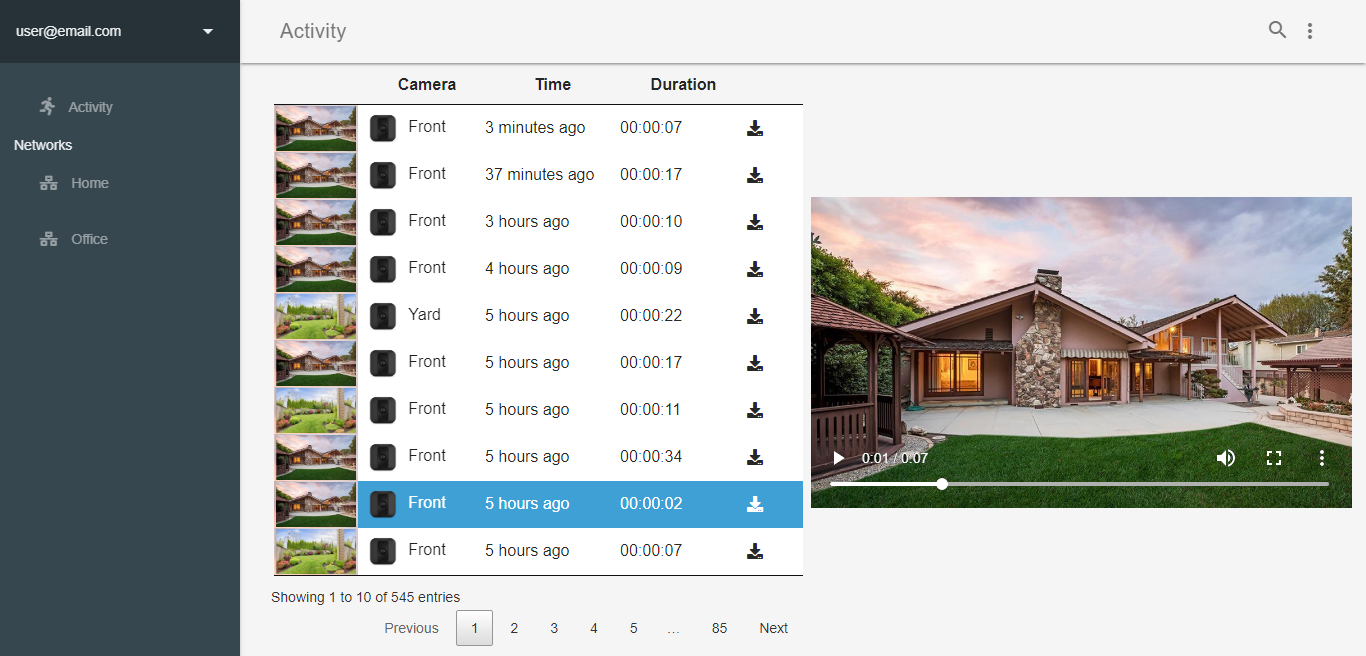 user@email.com
Activity
Activity
Networks
Home
Office
Camera Time Duration
Front 3 minutes ago 00:00:07
Front 37 minutes ago 00:00:17
Front 3 hours ago 00:00:10
Front 4 hours ago 00:00:09
Yard 5 hours ago 00:00:22
Front 5 hours ago 00:00:17
Front 5 hours ago 00:00:11
Front 5 hours ago 00:00:34
Front 5 hours ago 00:00:02
Front 5 hours ago 00:00:07
0:01 / 0:07
Showing 1 to 10 of 545 entries
Previous 1 2 3 4 5 … 85 Next